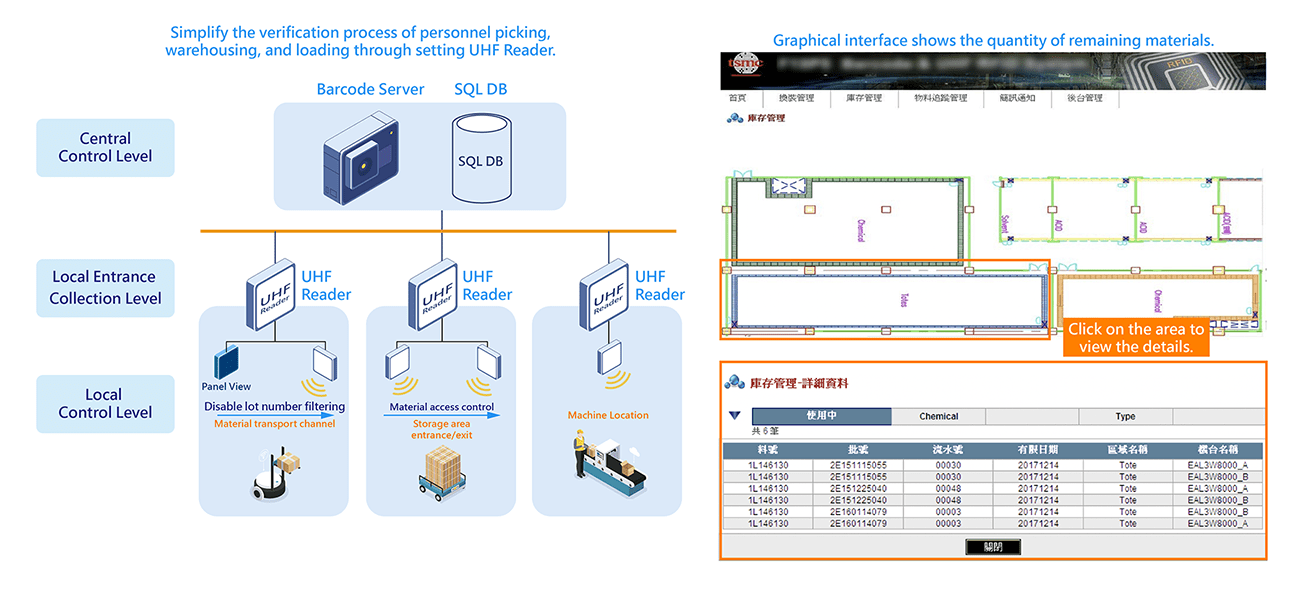 Simplify the verification process of personnel picking,
warehousing, and loading through setting UHF Reader.
Barcode Server
SQL DB
Central
Control Level
SQL DB
Local Entrance
Collection Level
UHF
Reader
UHF
Reader
UHF
Reader
UHF
Reader
UHF
Reader
UHF
Reader
Local
Control Level
Panel View
Disable lot number filtering
Material transport channel
Material access control
Storage area
entrance/exit
Machine Location
Graphical interface shows the quantity of remaining materials.
tsmc
RFID
首頁 換裝管理 庫存管理 物料追蹤管理 簡訊通知 後台管理
庫存管理
Chemical
Solvent
ACID
ACID
Totes
Chemical
Click on the area to
view the details.
庫存管理-詳細資料
使用中 Chemical Type
共 6 筆
料號 批號 流水號 有限日期 區域名稱 櫃台名稱
1L146130 2E151115055 00030 20171214 Tote EAL3W8000_A
1L146130 2E151115055 00030 20171214 Tote EAL3W8000_B
1L146130 2E151225040 00048 20171214 Tote EAL3W8000_A
1L146130 2E151225040 00048 20171214 Tote EAL3W8000_B
1L146130 2E160114079 00003 20171214 Tote EAL3W8000_B
1L146130 2E160114079 00003 20171214 Tote EAL3W8000_A
關閉